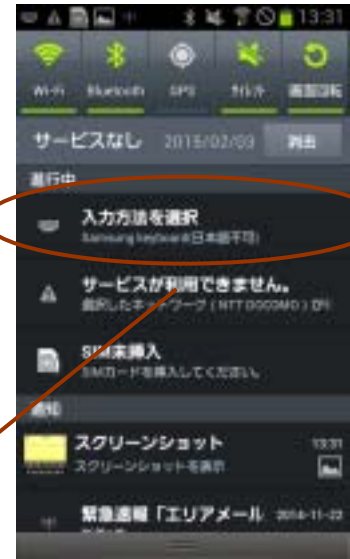 13:31
Wi-Fi Bluetooth GPS サイレント 画面回転
サービスなし 2015/02/03 消去
進行中
入力方法を選択
Samsung keyboard(日本語不可)
サービスが利用できません。
選択したネットワーク ( NTT DOCOMO ) が
SIM未挿入
SIMカードを挿入してください。
通知
スクリーンショット 13:31
スクリーンショットを表示
緊急速報「エリアメール 2014-11-22